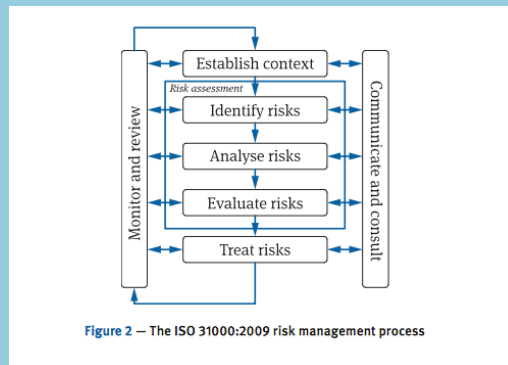 Establish context
Risk assessment
Identify risks
Analyse risks
Evaluate risks
Treat risks
Monitor and review
Communicate and consult
Figure 2 — The ISO 31000:2009 risk management process